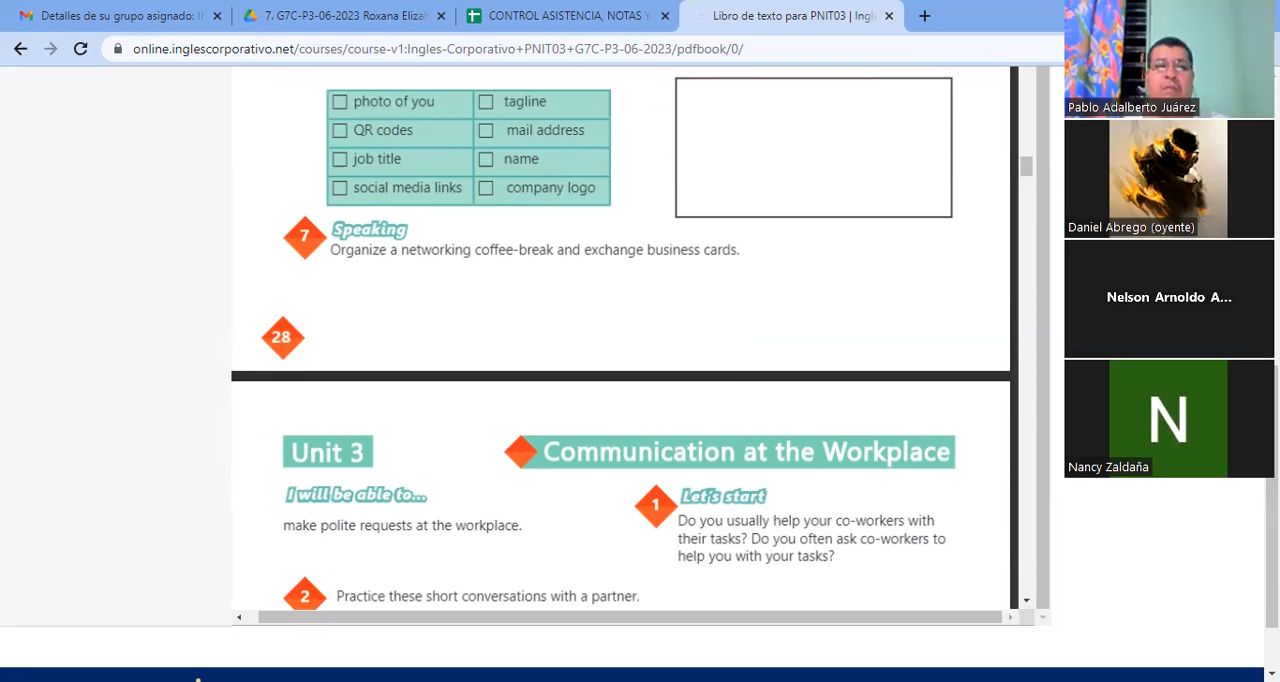 Detalles de su grupo asignado: IN
7. G7C-P3-06-2023 Roxana Eliza
CONTROL ASISTENCIA, NOTAS Y
Libro de texto para PNIT03 | Ingle
online.inglescorporativo.net/courses/course-v1:Ingles-Corporativo+PNIT03+G7C-P3-06-2023/pdfbook/0/
photo of you
tagline
QR codes
mail address
job title
name
social media links
company logo
7
Speaking
Organize a networking coffee-break and exchange business cards.
28
Unit 3
Communication at the Workplace
I will be able to...
make polite requests at the workplace.
1
Let's start
Do you usually help your co-workers with
their tasks? Do you often ask co-workers to
help you with your tasks?
2
Practice these short conversations with a partner.
Pablo Adalberto Juárez
Daniel Abrego (oyente)
Nelson Arnoldo A...
N
Nancy Zaldaña